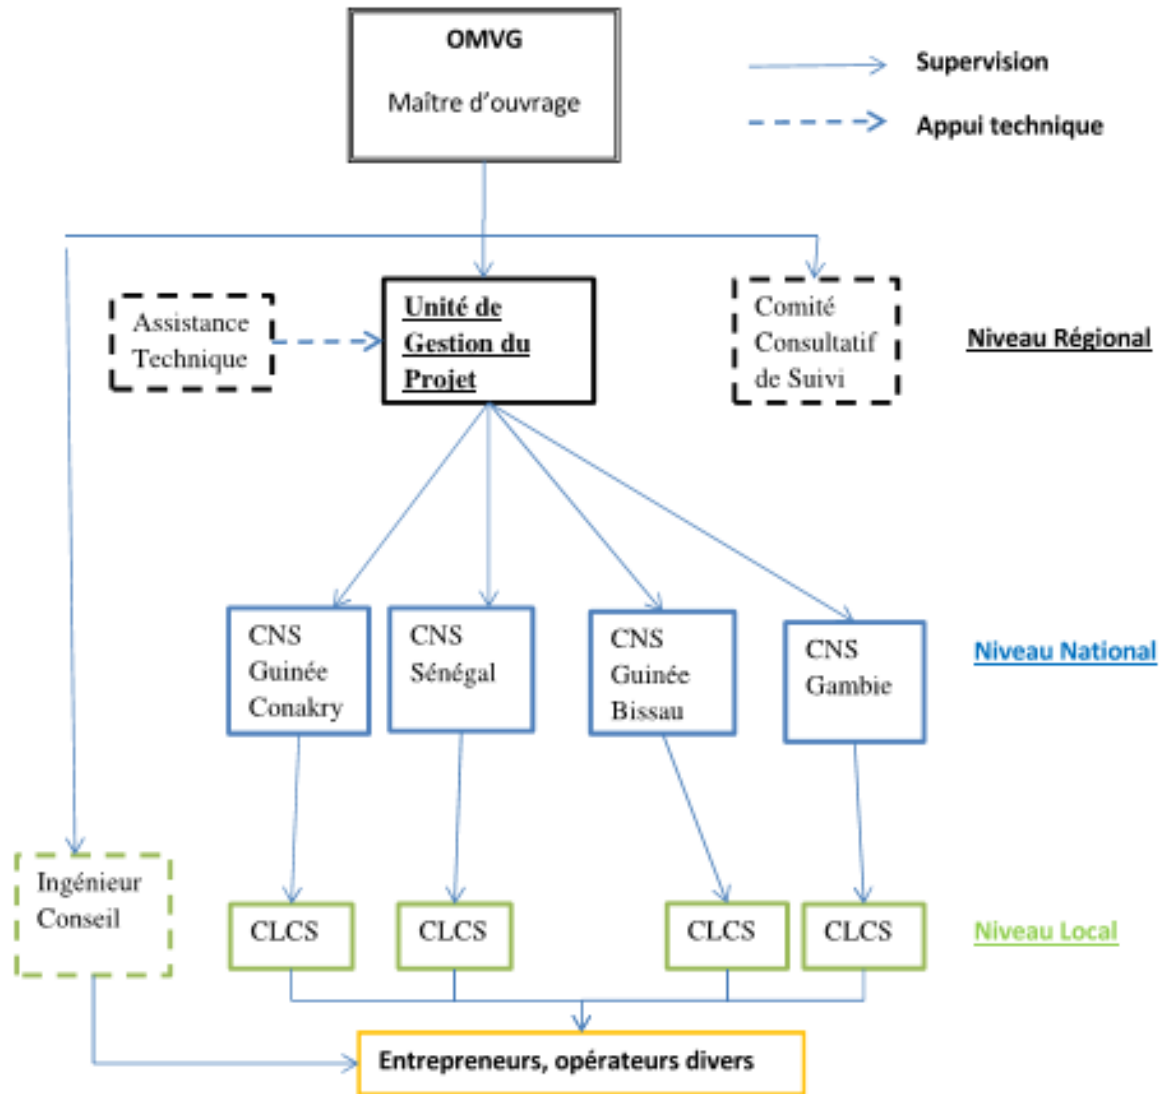 OMVG
Maître d'ouvrage
Supervision
Appui technique
Assistance
Technique
Unité de
Gestion du
Projet
Comité
Consultatif
de Suivi
Niveau Régional
CNS
Guinée
Conakry
CNS
Sénégal
CNS
Guinée
Bissau
CNS
Gambie
Niveau National
Ingénieur
Conseil
CLCS
CLCS
CLCS
CLCS
Niveau Local
Entrepreneurs, opérateurs divers